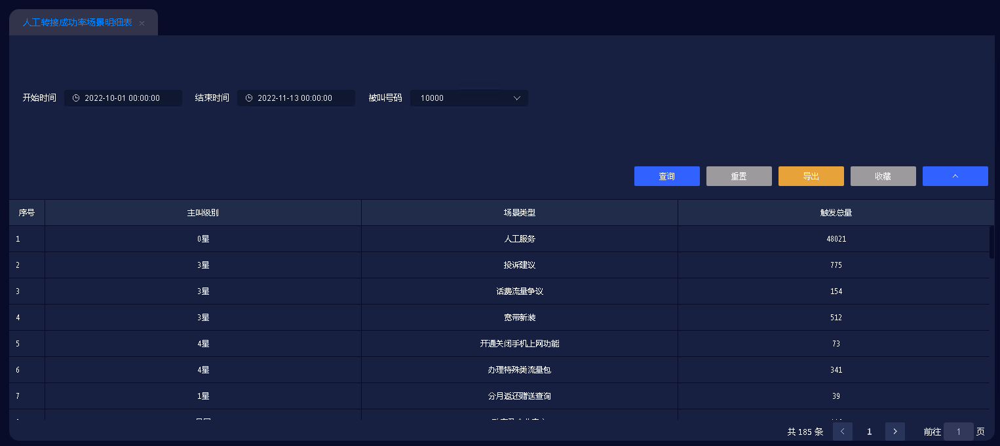 人工转接成功率场景明细表 ×
开始时间 2022-10-01 00:00:00 结束时间 2022-11-13 00:00:00 被叫号码 10000
查询 重置 导出 收藏
序号 主叫级别 场景类型 触发总量
1 0星 人工服务 48021
2 3星 投诉建议 775
3 3星 话费流量争议 154
4 3星 宽带新装 512
5 4星 开通关闭手机上网功能 73
6 4星 办理特殊类流量包 341
7 1星 分月返还赠送查询 39
共 185 条 1 前往 1 页